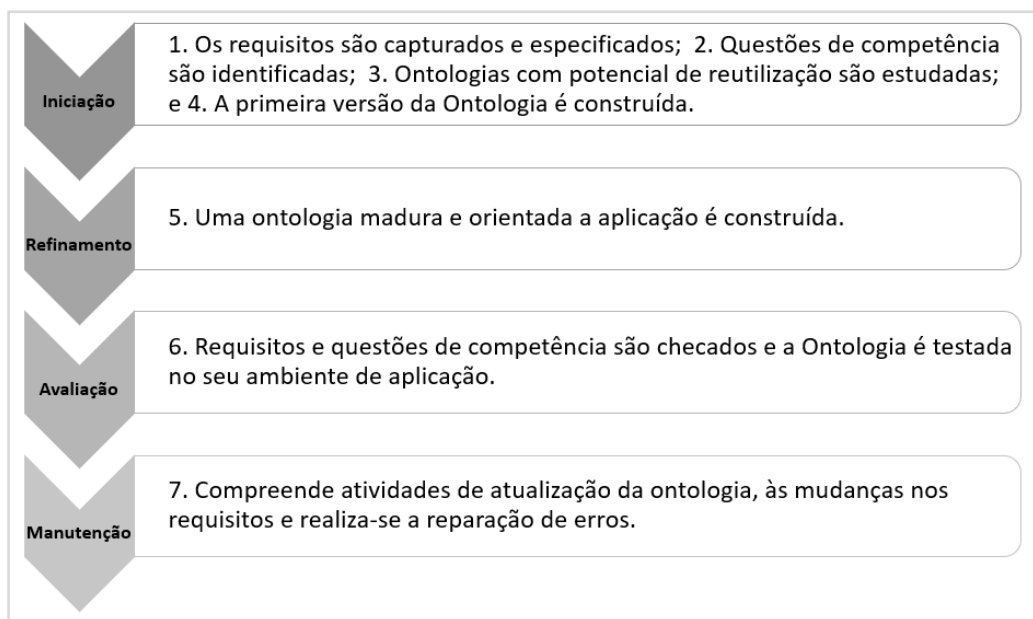 Iniciação
1. Os requisitos são capturados e especificados;  2. Questões de competência
são identificadas;  3. Ontologias com potencial de reutilização são estudadas;
e 4. A primeira versão da Ontologia é construída.
Refinamento
5. Uma ontologia madura e orientada a aplicação é construída.
Avaliação
6. Requisitos e questões de competência são checados e a Ontologia é testada
no seu ambiente de aplicação.
Manutenção
7. Compreende atividades de atualização da ontologia, às mudanças nos
requisitos e realiza-se a reparação de erros.